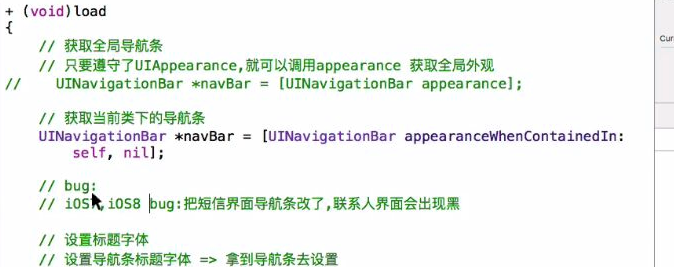 + (void)load
{
// 获取全局导航条
// 只要遵守了UIAppearance,就可以调用appearance 获取全局外观
// UINavigationBar *navBar = [UINavigationBar appearance];
// 获取当前类下的导航条
UINavigationBar *navBar = [UINavigationBar appearanceWhenContainedIn:
self, nil];
// bug:
// iOS7,iOS8 bug:把短信界面导航条改了,联系人界面会出现黑
// 设置标题字体
// 设置导航条标题字体 => 拿到导航条去设置
Cur